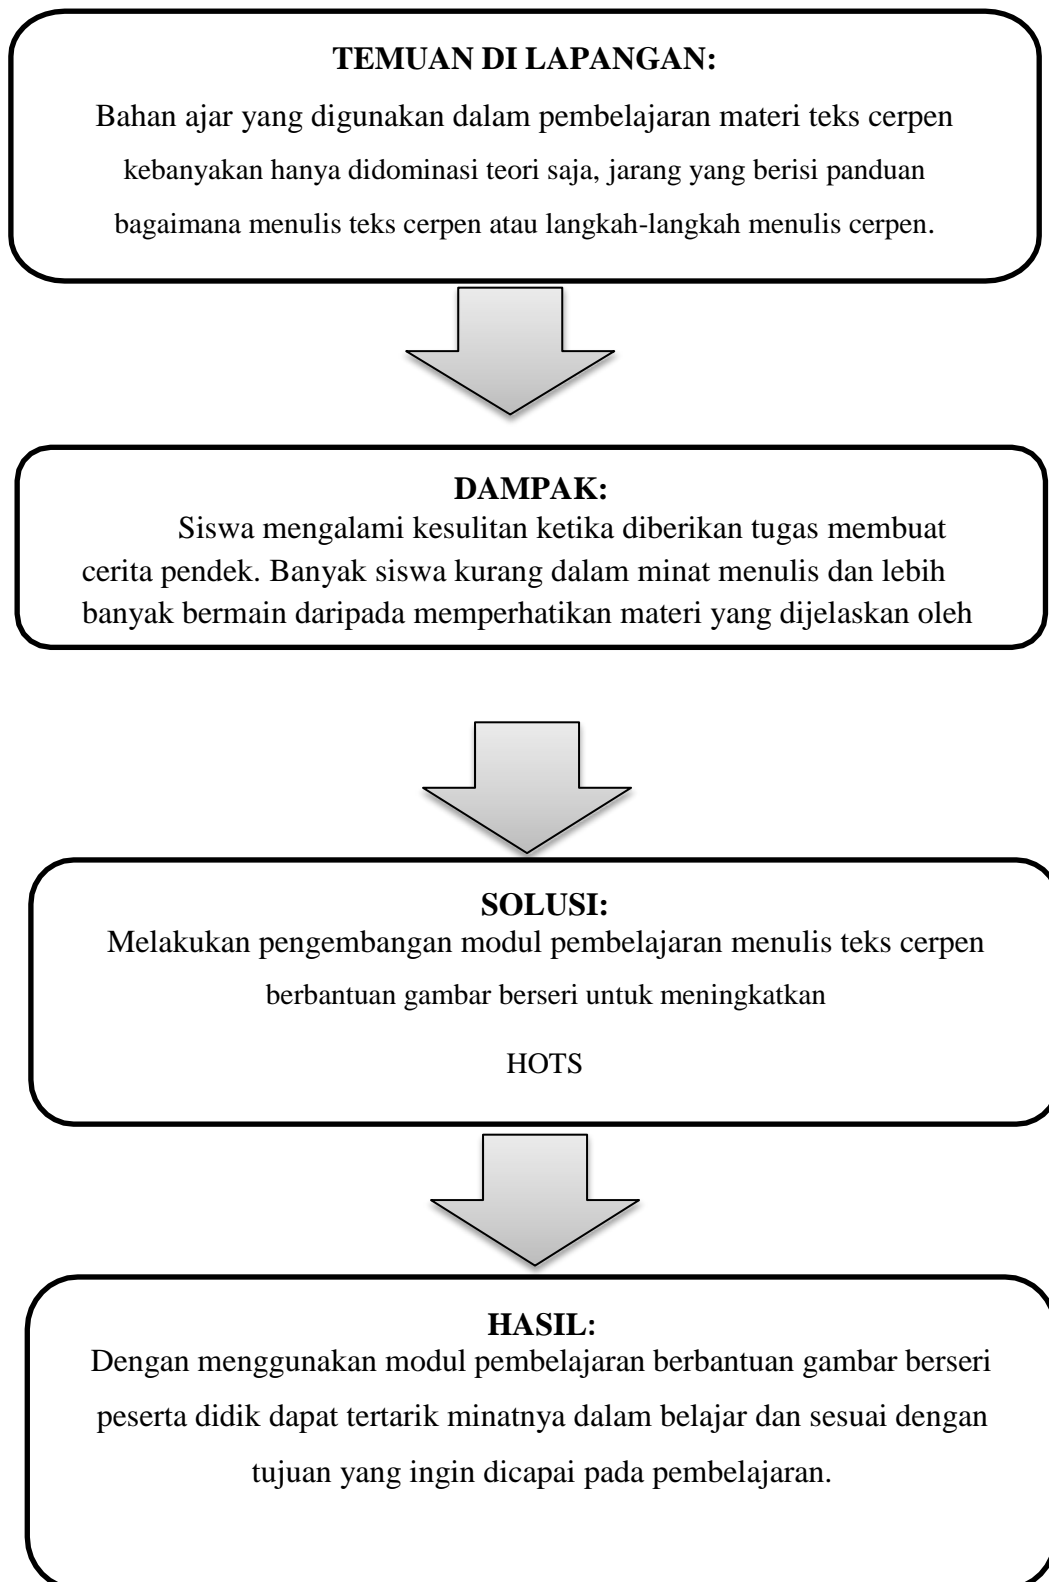 TEMUAN DI LAPANGAN:
Bahan ajar yang digunakan dalam pembelajaran materi teks cerpen
kebanyakan hanya didominasi teori saja, jarang yang berisi panduan
bagaimana menulis teks cerpen atau langkah-langkah menulis cerpen.
DAMPAK:
Siswa mengalami kesulitan ketika diberikan tugas membuat
cerita pendek. Banyak siswa kurang dalam minat menulis dan lebih
banyak bermain daripada memperhatikan materi yang dijelaskan oleh
SOLUSI:
Melakukan pengembangan modul pembelajaran menulis teks cerpen
berbantuan gambar berseri untuk meningkatkan
HOTS
HASIL:
Dengan menggunakan modul pembelajaran berbantuan gambar berseri
peserta didik dapat tertarik minatnya dalam belajar dan sesuai dengan
tujuan yang ingin dicapai pada pembelajaran.